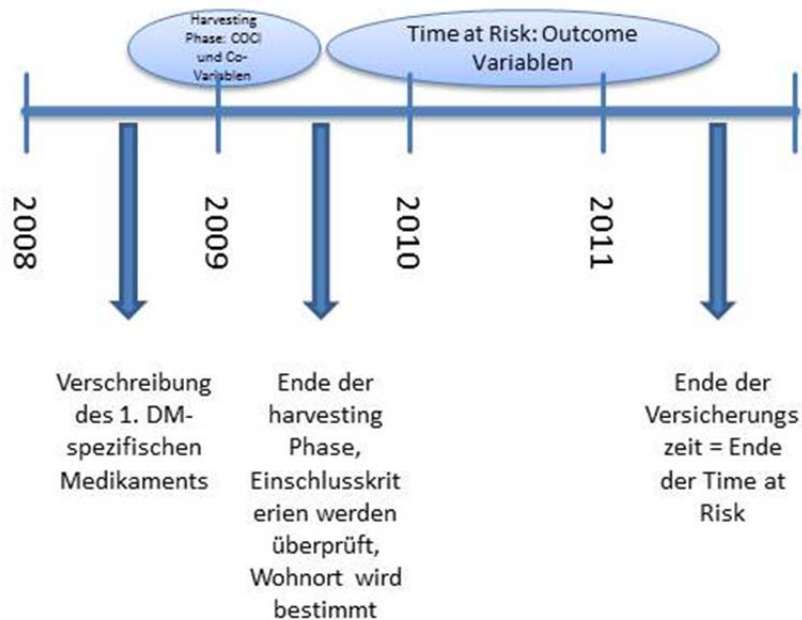 Harvesting
Phase: COCI
und Co-
Variablen
Time at Risk: Outcome
Variablen
2008
2009
2010
2011
Verschreibung
des 1. DM-
spezifischen
Medikaments
Ende der
harvesting
Phase,
Einschlusskrit
erien werden
überprüft,
Wohnort wird
bestimmt
Ende der
Versicherungs
zeit = Ende
der Time at
Risk